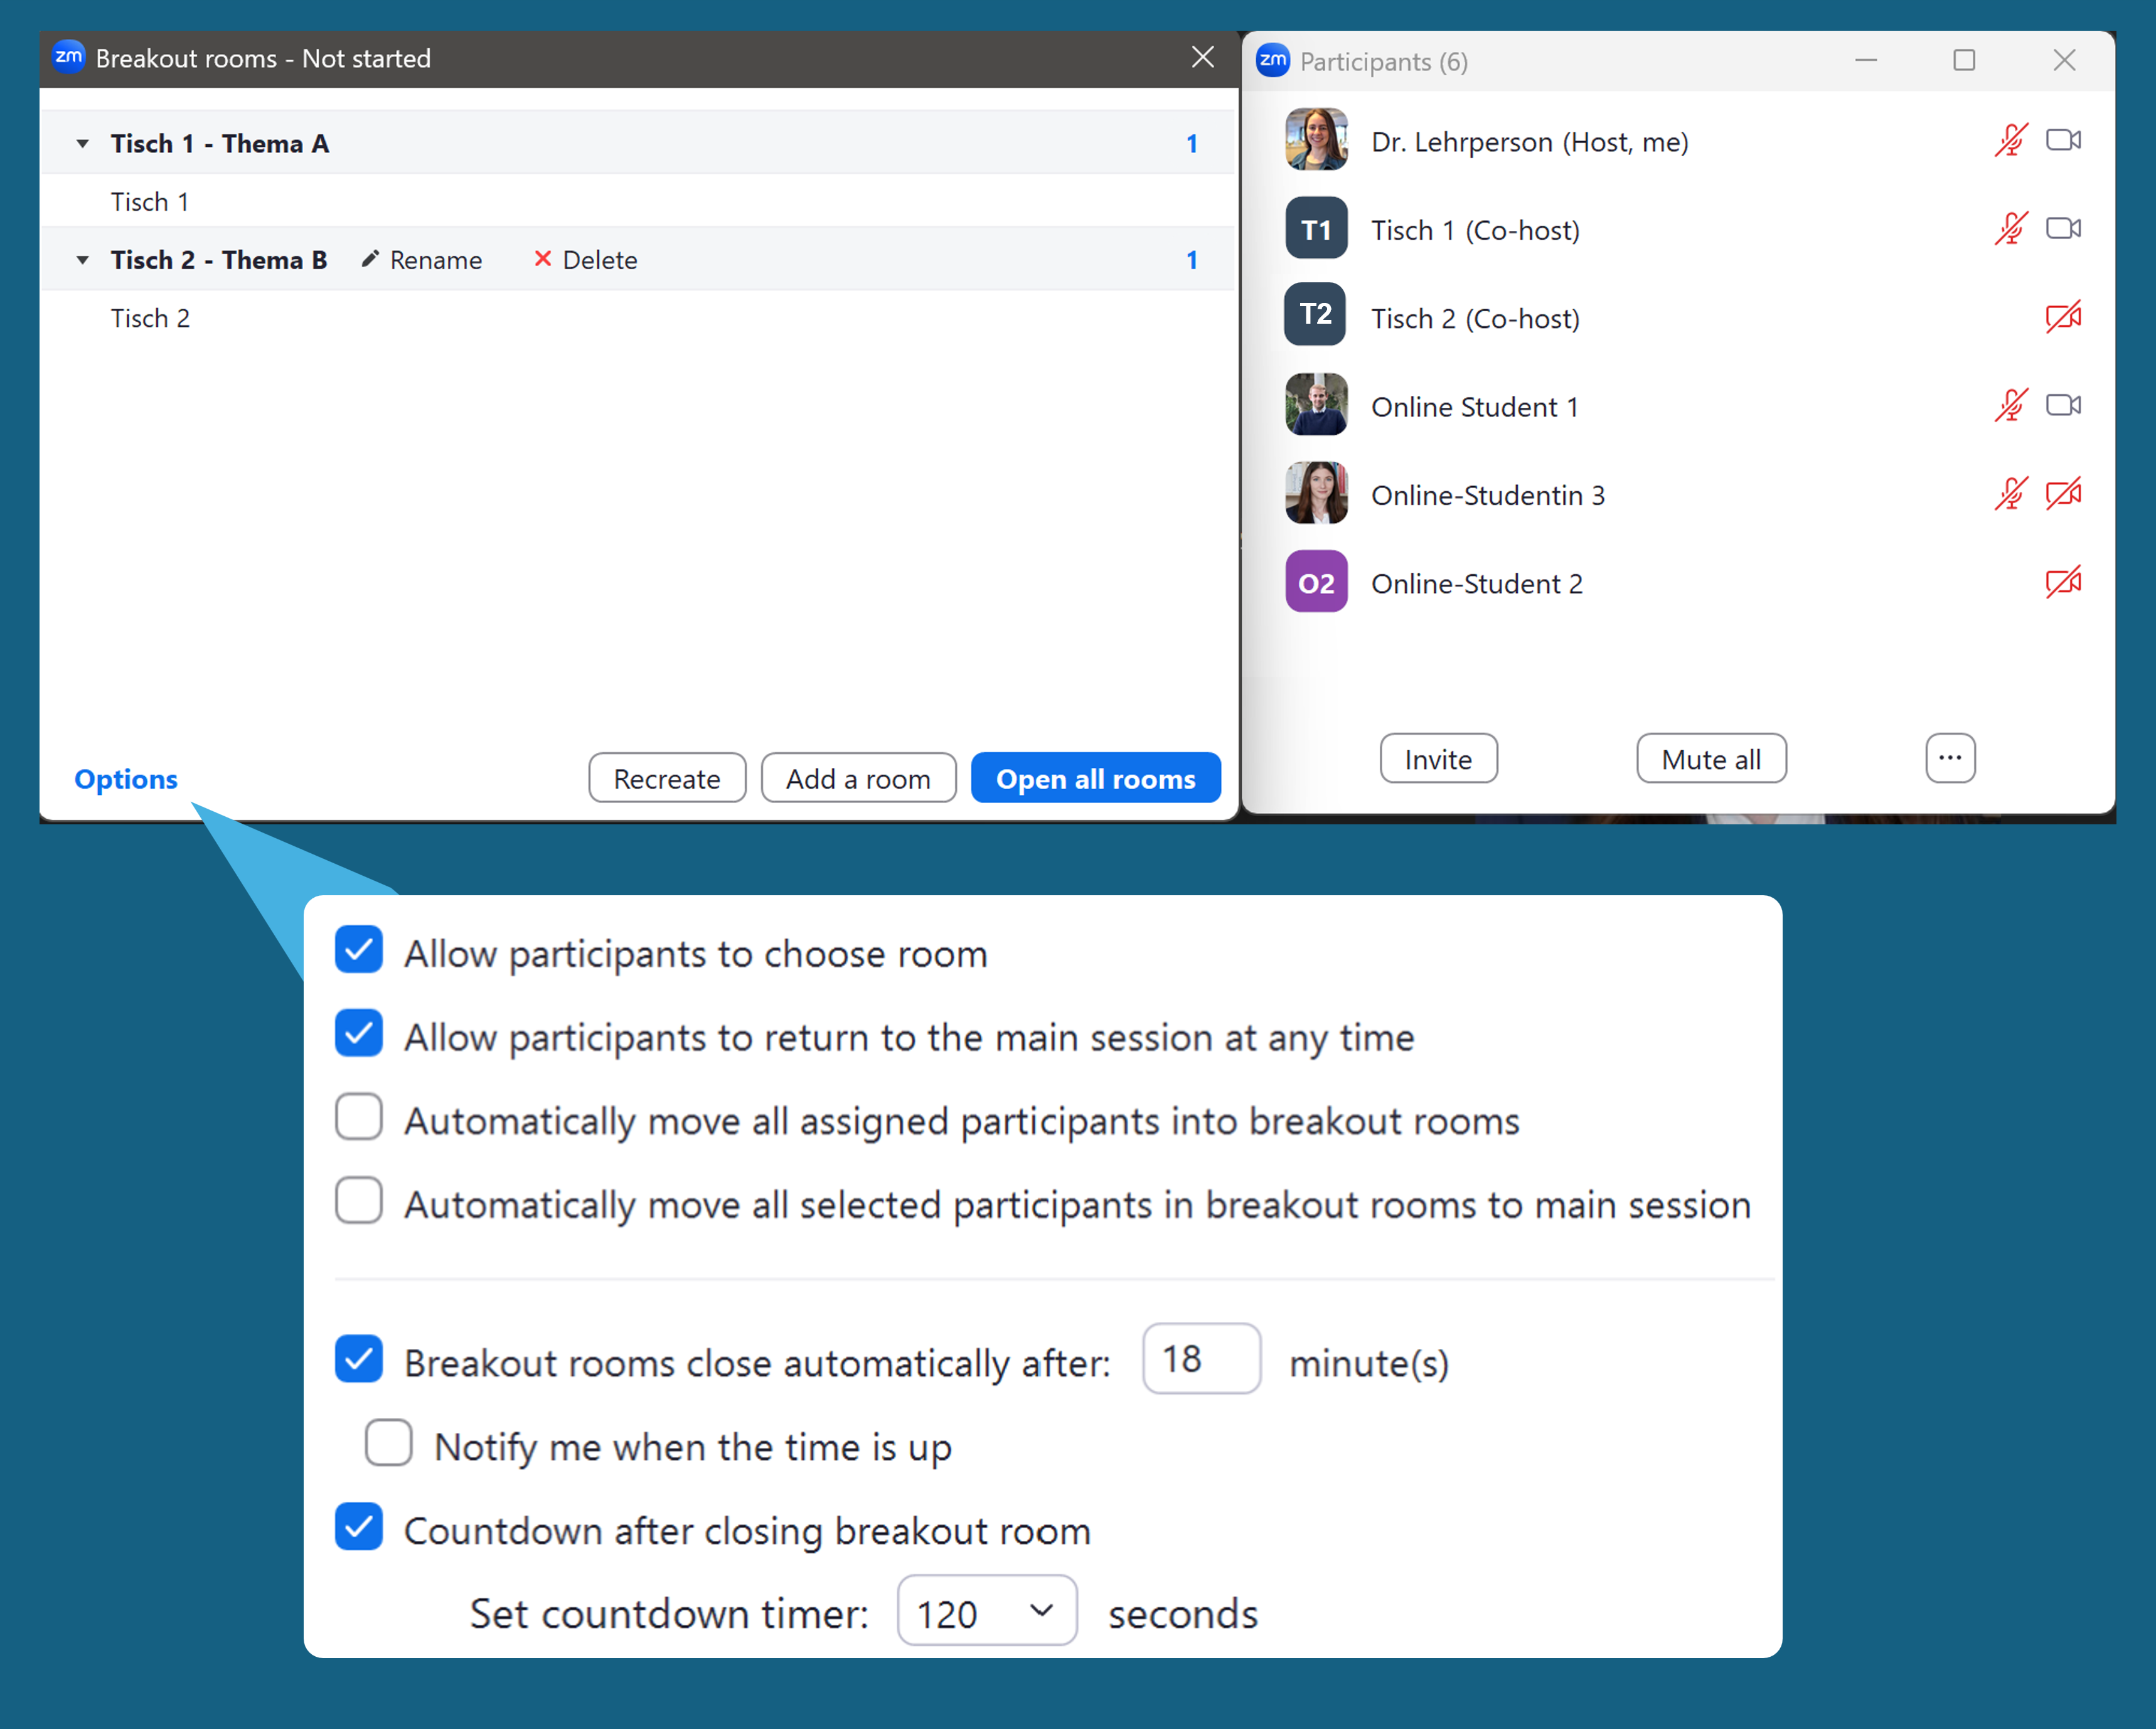 zm Breakout rooms - Not started
Tisch 1 - Thema A 1
Tisch 1
Tisch 2 - Thema B Rename Delete 1
Tisch 2
Options Recreate Add a room Open all rooms
zm Participants (6)
Dr. Lehrperson (Host, me)
T1 Tisch 1 (Co-host)
T2 Tisch 2 (Co-host)
Online Student 1
Online-Studentin 3
O2 Online-Student 2
Invite Mute all ...
Allow participants to choose room
Allow participants to return to the main session at any time
Automatically move all assigned participants into breakout rooms
Automatically move all selected participants in breakout rooms to main session
Breakout rooms close automatically after: 18 minute(s)
Notify me when the time is up
Countdown after closing breakout room
Set countdown timer: 120 seconds